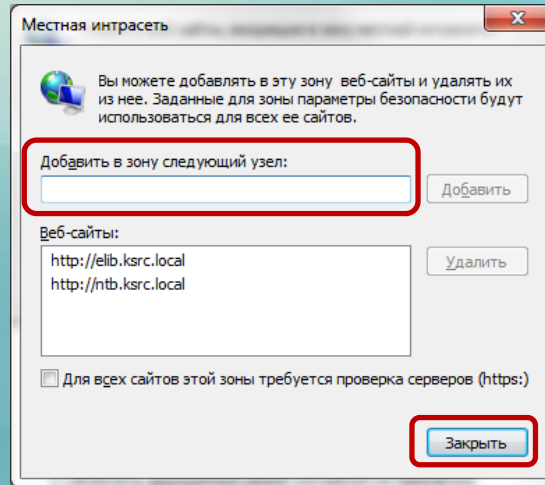 Местная интрасеть
Вы можете добавлять в эту зону веб-сайты и удалять их
из нее. Заданные для зоны параметры безопасности будут
использоваться для всех ее сайтов.
Добавить в зону следующий узел:
Добавить
Веб-сайты:
http://elib.ksrc.local
http://ntb.ksrc.local
Удалить
Для всех сайтов этой зоны требуется проверка серверов (https:)
Закрыть